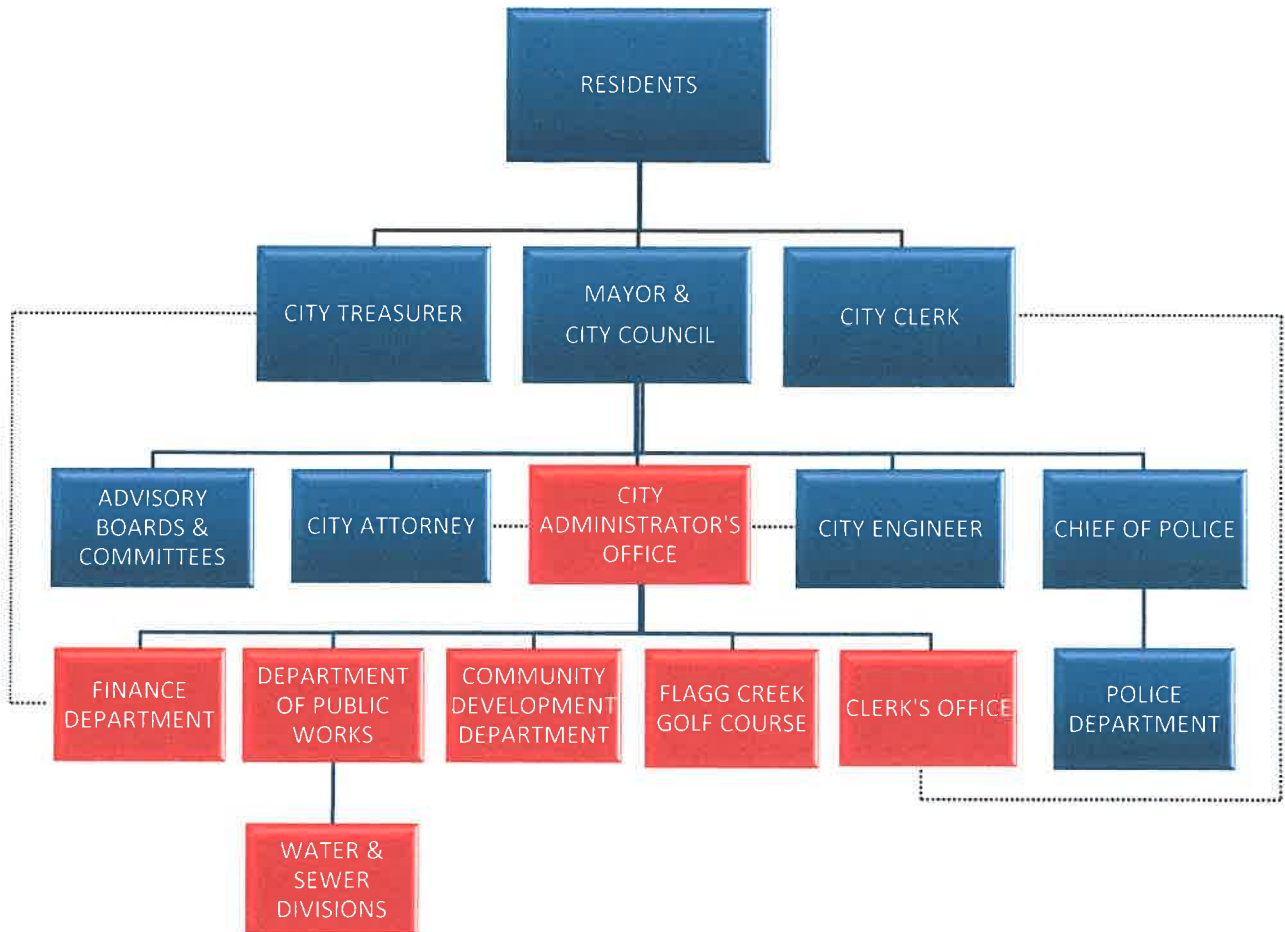 RESIDENTS
CITY TREASURER
MAYOR &
CITY COUNCIL
CITY CLERK
ADVISORY
BOARDS &
COMMITTEES
CITY ATTORNEY
CITY
ADMINISTRATOR'S
OFFICE
CITY ENGINEER
CHIEF OF POLICE
FINANCE
DEPARTMENT
DEPARTMENT
OF PUBLIC
WORKS
COMMUNITY
DEVELOPMENT
DEPARTMENT
FLAGG CREEK
GOLF COURSE
CLERK'S OFFICE
POLICE
DEPARTMENT
WATER &
SEWER
DIVISIONS